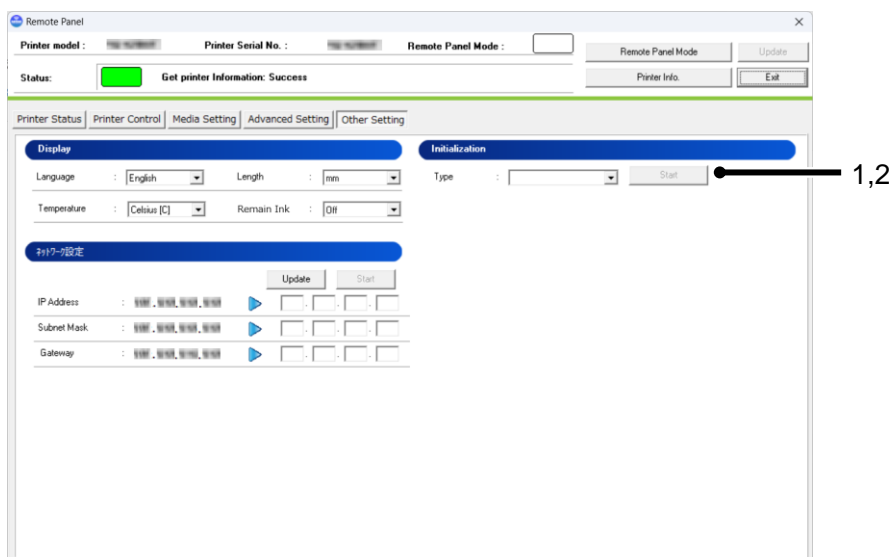 Remote Panel
Printer model : Printer Serial No. : Remote Panel Mode :
Remote Panel Mode Update
Status: Get printer Information: Success
Printer Info. Exit
Printer Status Printer Control Media Setting Advanced Setting Other Setting
Display Initialization
Language : English Length : mm Type : Start 1,2
Temperature : Celsius [C] Remain Ink : Off
ネットワーク設定
Update Start
IP Address :
Subnet Mask :
Gateway :